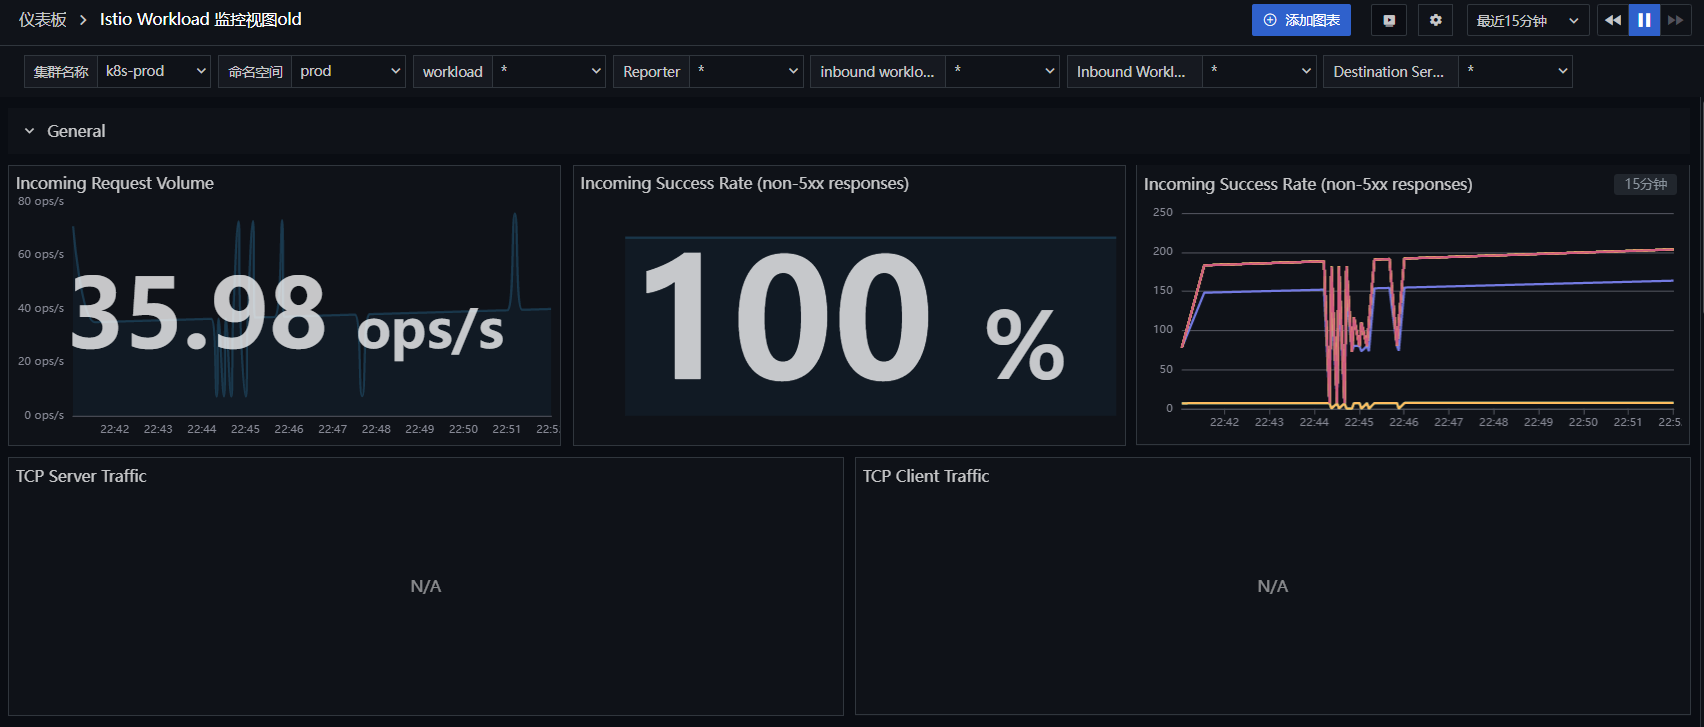 仪表板 > Istio Workload 监控视图old
添加图表
最近15分钟
集群名称 k8s-prod
命名空间 prod
workload *
Reporter *
inbound worklo... *
Inbound Workl... *
Destination Ser... *
General
Incoming Request Volume
80 ops/s
60 ops/s
40 ops/s
20 ops/s
0 ops/s
35.98 ops/s
22:42 22:43 22:44 22:45 22:46 22:47 22:48 22:49 22:50 22:51 22:5
Incoming Success Rate (non-5xx responses)
100 %
Incoming Success Rate (non-5xx responses)
15分钟
250
200
150
100
50
0
22:42 22:43 22:44 22:45 22:46 22:47 22:48 22:49 22:50 22:51 22:5
TCP Server Traffic
N/A
TCP Client Traffic
N/A